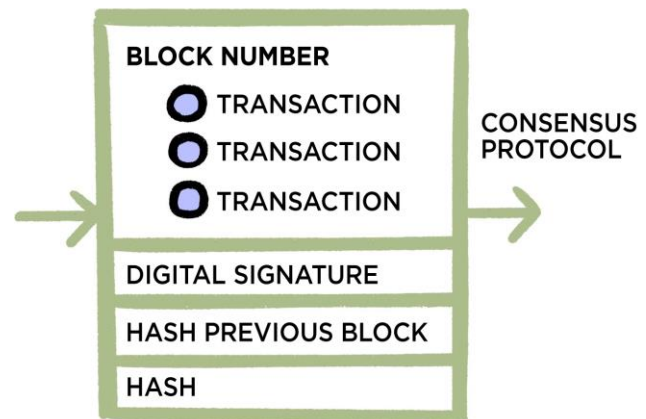 BLOCK NUMBER
TRANSACTION
TRANSACTION
TRANSACTION
CONSENSUS
PROTOCOL
DIGITAL SIGNATURE
HASH PREVIOUS BLOCK
HASH